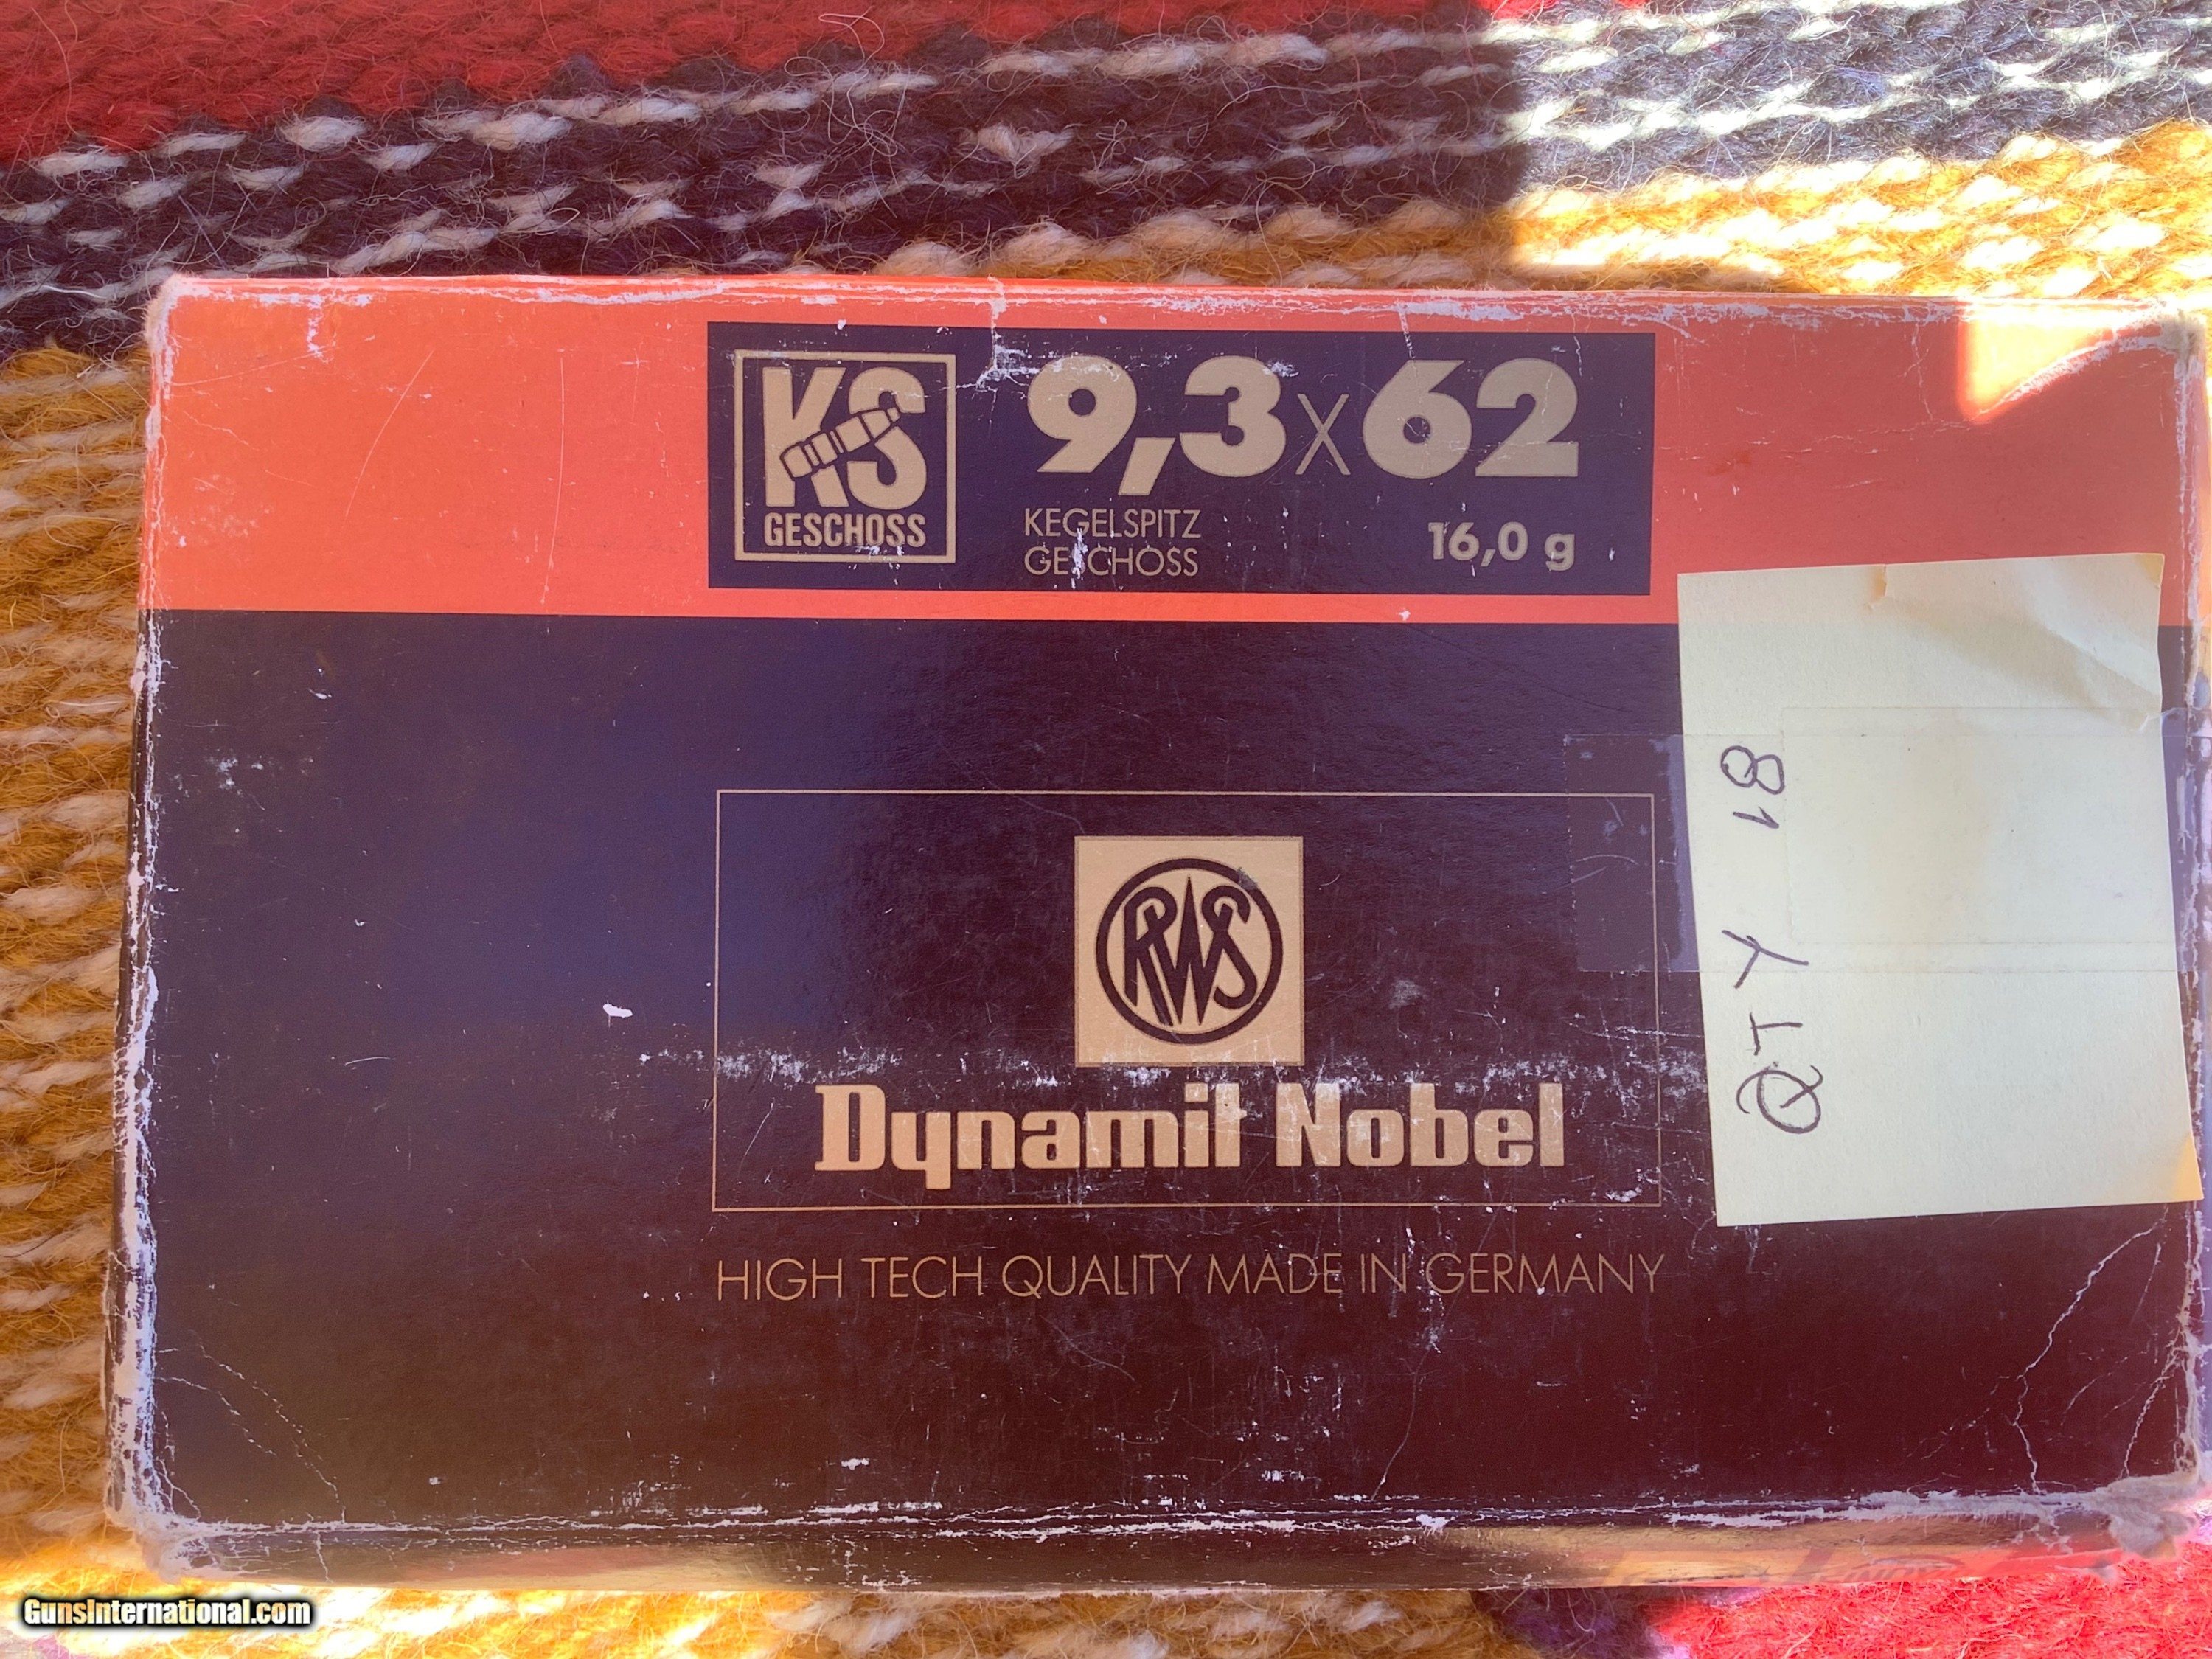 KS
GESCHOSS
9,3x62
KEGELSPITZ
GESCHOSS
16,0 g
QTY 18
RWS
Dynamit Nobel
HIGH TECH QUALITY MADE IN GERMANY
GunsInternational.com